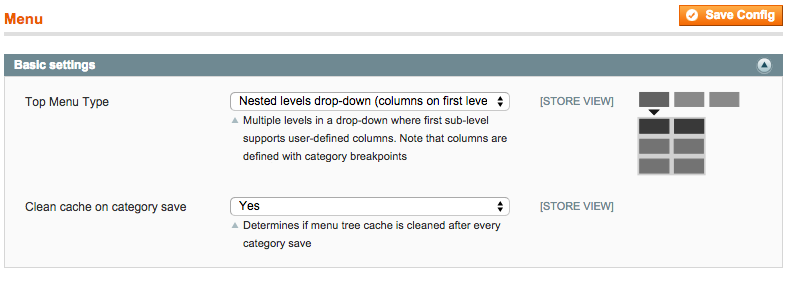 Menu
Save Config
Basic settings
Top Menu Type
Nested levels drop-down (columns on first leve
[STORE VIEW]
Multiple levels in a drop-down where first sub-level
supports user-defined columns. Note that columns are
defined with category breakpoints
Clean cache on category save
Yes
[STORE VIEW]
Determines if menu tree cache is cleaned after every
category save